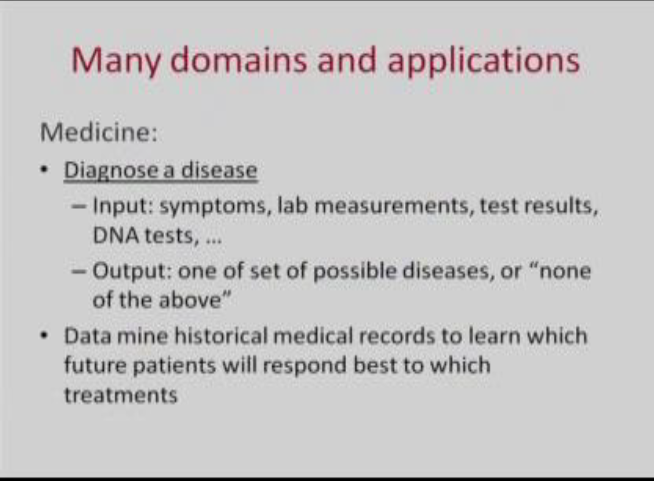 Many domains and applications
Medicine:
• Diagnose a disease
– Input: symptoms, lab measurements, test results,
DNA tests, ...
– Output: one of set of possible diseases, or “none
of the above”
• Data mine historical medical records to learn which
future patients will respond best to which
treatments